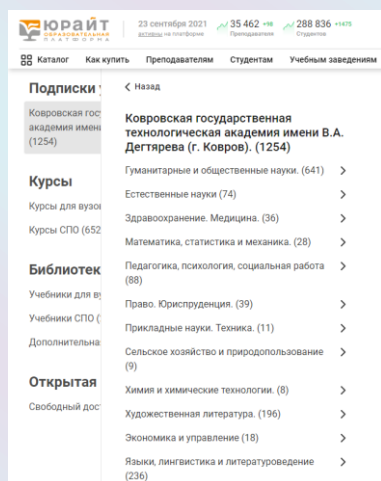 юрайт
ОБРАЗОВАТЕЛЬНАЯ
ПЛАТФОРМА
23 сентября 2021
активны на платформе
35 462 +98
Преподавателя
288 836 +1475
Студентов
Каталог Как купить Преподавателям Студентам Учебным заведениям
Подписки
Ковровская гос
академия имени
(1254)
Курсы
Курсы для вузо
Курсы СПО (652
Библиотек
Учебники для ву
Учебники СПО (
Дополнительна
Открытая
Свободный дос
Назад
Ковровская государственная
технологическая академия имени В.А.
Дегтярева (г. Ковров). (1254)
Гуманитарные и общественные науки. (641)
Естественные науки (74)
Здравоохранение. Медицина. (36)
Математика, статистика и механика. (28)
Педагогика, психология, социальная работа
(88)
Право. Юриспруденция. (39)
Прикладные науки. Техника. (11)
Сельское хозяйство и природопользование
(9)
Химия и химические технологии. (8)
Художественная литература. (196)
Экономика и управление (18)
Языки, лингвистика и литературоведение
(236)